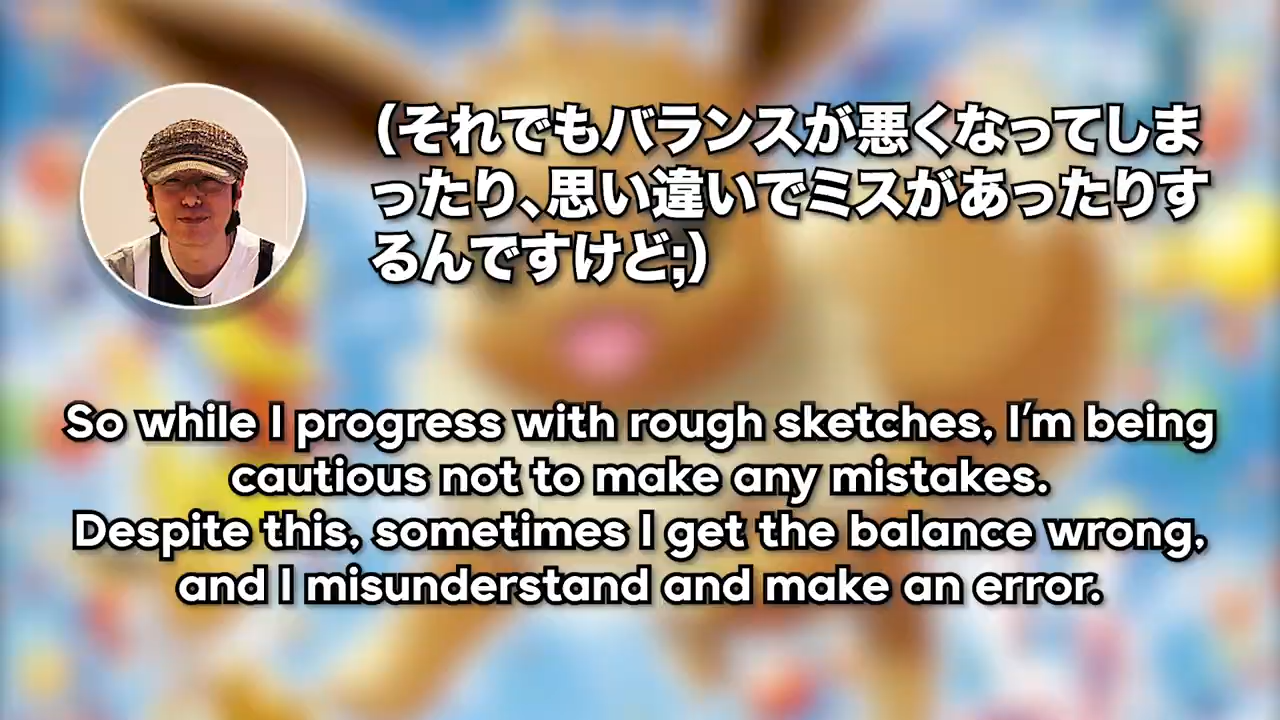 （それでもバランスが悪くなってしま
ったり、思い違いでミスがあったりす
るんですけど;）
So while I progress with rough sketches, I'm being
cautious not to make any mistakes.
Despite this, sometimes I get the balance wrong,
and I misunderstand and make an error.